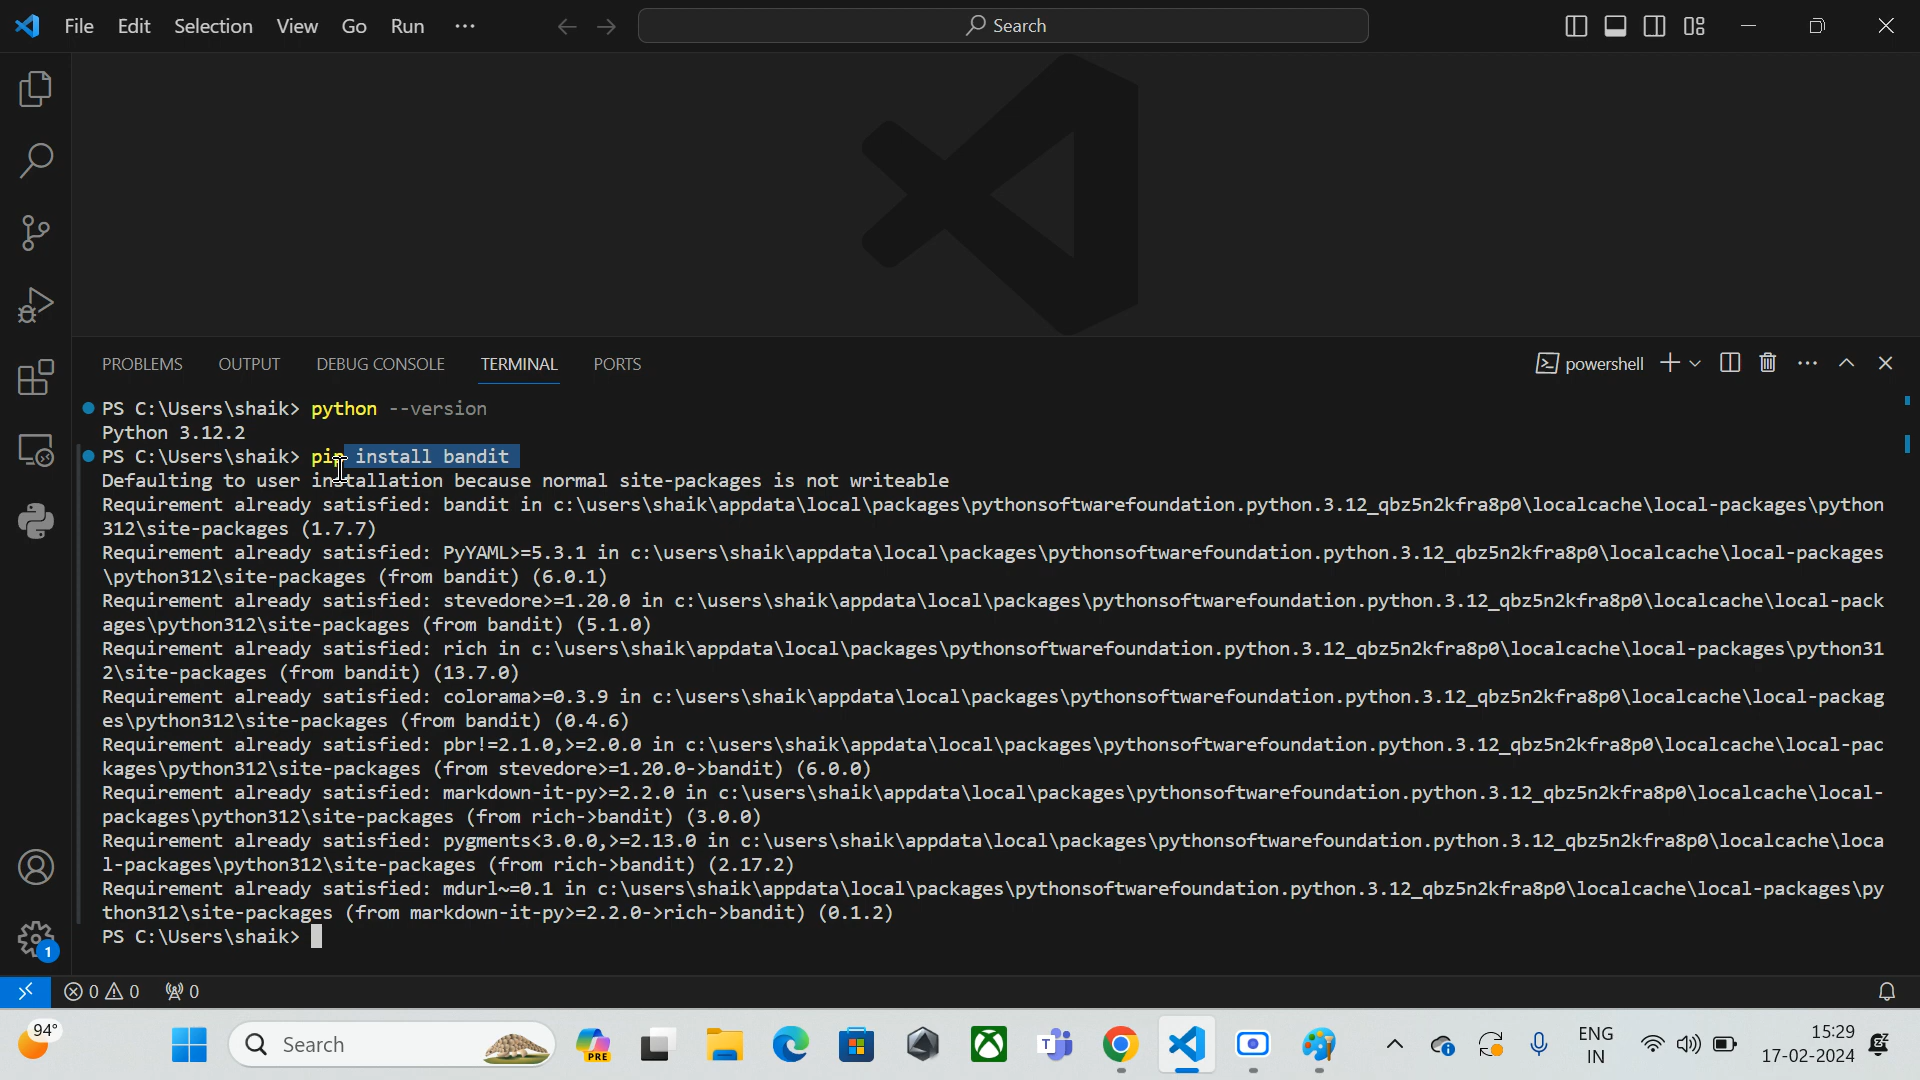 File Edit Selection View Go Run ···
Search
PROBLEMS OUTPUT DEBUG CONSOLE TERMINAL PORTS
powershell
PS C:\Users\shaik> python --version
Python 3.12.2
PS C:\Users\shaik> pip install bandit
Defaulting to user installation because normal site-packages is not writeable
Requirement already satisfied: bandit in c:\users\shaik\appdata\local\packages\pythonsoftwarefoundation.python.3.12_qbz5n2kfra8p0\localcache\local-packages\python
312\site-packages (1.7.7)
Requirement already satisfied: PyYAML>=5.3.1 in c:\users\shaik\appdata\local\packages\pythonsoftwarefoundation.python.3.12_qbz5n2kfra8p0\localcache\local-packages
\python312\site-packages (from bandit) (6.0.1)
Requirement already satisfied: stevedore>=1.20.0 in c:\users\shaik\appdata\local\packages\pythonsoftwarefoundation.python.3.12_qbz5n2kfra8p0\localcache\local-pack
ages\python312\site-packages (from bandit) (5.1.0)
Requirement already satisfied: rich in c:\users\shaik\appdata\local\packages\pythonsoftwarefoundation.python.3.12_qbz5n2kfra8p0\localcache\local-packages\python31
2\site-packages (from bandit) (13.7.0)
Requirement already satisfied: colorama>=0.3.9 in c:\users\shaik\appdata\local\packages\pythonsoftwarefoundation.python.3.12_qbz5n2kfra8p0\localcache\local-packag
es\python312\site-packages (from bandit) (0.4.6)
Requirement already satisfied: pbr!=2.1.0,>=2.0.0 in c:\users\shaik\appdata\local\packages\pythonsoftwarefoundation.python.3.12_qbz5n2kfra8p0\localcache\local-pac
kages\python312\site-packages (from stevedore>=1.20.0->bandit) (6.0.0)
Requirement already satisfied: markdown-it-py>=2.2.0 in c:\users\shaik\appdata\local\packages\pythonsoftwarefoundation.python.3.12_qbz5n2kfra8p0\localcache\local-
packages\python312\site-packages (from rich->bandit) (3.0.0)
Requirement already satisfied: pygments<3.0.0,>=2.13.0 in c:\users\shaik\appdata\local\packages\pythonsoftwarefoundation.python.3.12_qbz5n2kfra8p0\localcache\loca
l-packages\python312\site-packages (from rich->bandit) (2.17.2)
Requirement already satisfied: mdurl~=0.1 in c:\users\shaik\appdata\local\packages\pythonsoftwarefoundation.python.3.12_qbz5n2kfra8p0\localcache\local-packages\py
thon312\site-packages (from markdown-it-py>=2.2.0->rich->bandit) (0.1.2)
PS C:\Users\shaik>
1
0 0 0
94°
Search
PRE
ENG
IN
15:29
17-02-2024